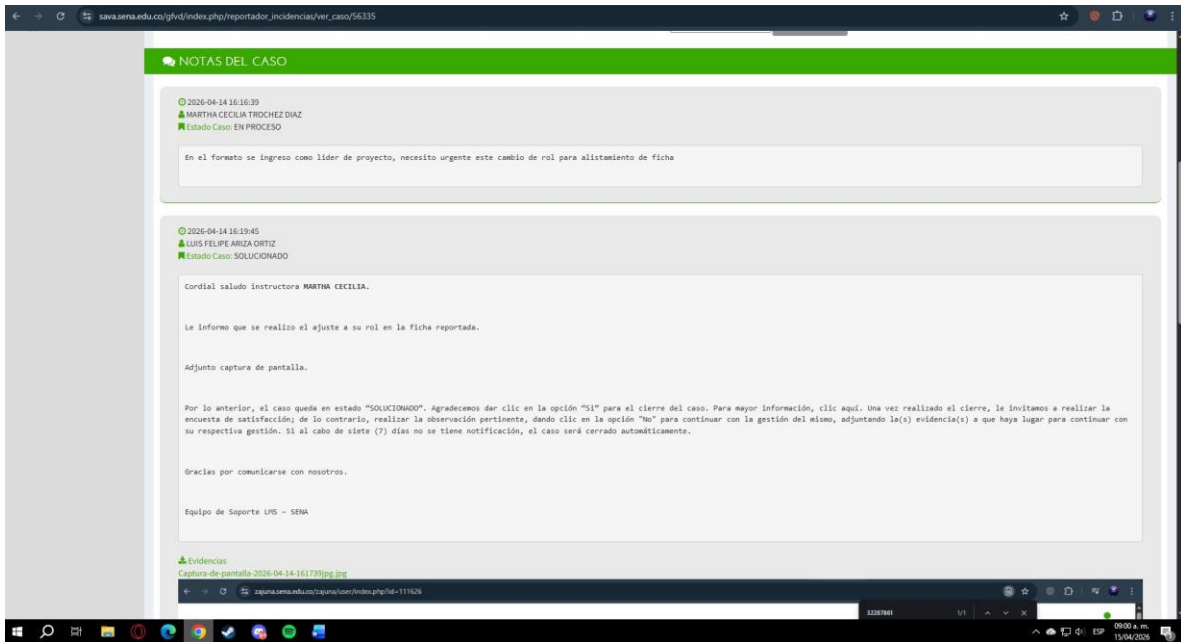 sava.sena.edu.co/gfvd/index.php/reportador_incidencias/ver_caso/56335
NOTAS DEL CASO
2026-04-14 16:16:39
MARTHA CECILIA TROCHEZ DIAZ
Estado Caso: EN PROCESO
En el formato se ingreso como lider de proyecto, necesito urgente este cambio de rol para alistamiento de ficha
2026-04-14 16:19:45
LUIS FELIPE ARIZA ORTIZ
Estado Caso: SOLUCIONADO
Cordial saludo instructora MARTHA CECILIA.
Le informo que se realizo el ajuste a su rol en la ficha reportada.
Adjunto captura de pantalla.
Por lo anterior, el caso queda en estado "SOLUCIONADO". Agradecemos dar clic en la opción "Si" para el cierre del caso. Para mayor información, clic aquí. Una vez realizado el cierre, le invitamos a realizar la
encuesta de satisfacción; de lo contrario, realizar la observación pertinente, dando clic en la opción "No" para continuar con la gestión del mismo, adjuntando la(s) evidencia(s) a que haya lugar para continuar con
su respectiva gestión. Si al cabo de siete (7) días no se tiene notificación, el caso será cerrado automáticamente.
Gracias por comunicarse con nosotros.
Equipo de Soporte LMS – SENA
Evidencias
Captura-de-pantalla-2026-04-14-161739jpg.jpg
zajuna.sena.edu.co/zajuna/user/index.php?id=111626
32287861 1/1
ESP
09:00 a. m.
15/04/2026